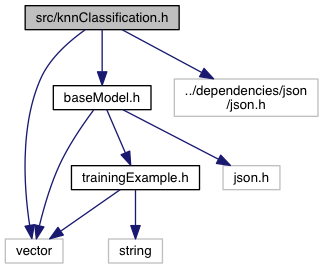 src/knnClassification.h
baseModel.h
../dependencies/json
/json.h
trainingExample.h
json.h
vector
string